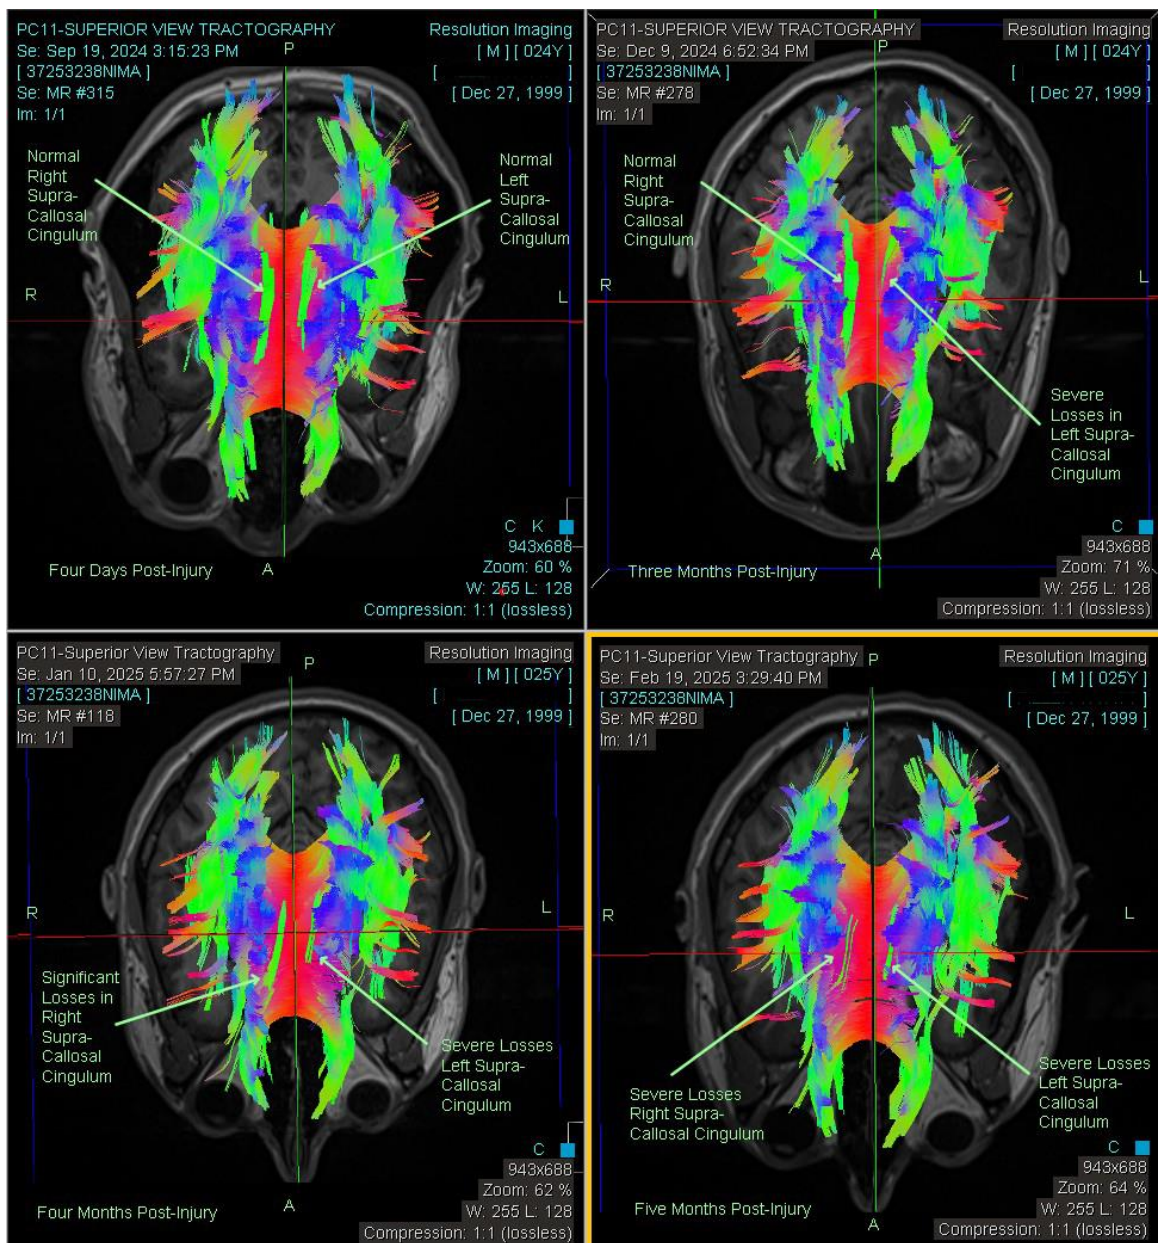 PC11-SUPERIOR VIEW TRACTOGRAPHY
Se: Sep 19, 2024 3:15:23 PM
[ 37253238NIMA ]
Se: MR #315
Im: 1/1
P
Resolution Imaging
[ M ] [ 024Y ]
[ ]
[ Dec 27, 1999 ]
Normal
Right
Supra-
Callosal
Cingulum
Normal
Left
Supra-
Callosal
Cingulum
R
L
Four Days Post-Injury
A
C K
943x688
Zoom: 60 %
W: 255 L: 128
Compression: 1:1 (lossless)
PC11-SUPERIOR VIEW TRACTOGRAPHY
Se: Dec 9, 2024 6:52:34 PM
[ 37253238NIMA ]
Se: MR #278
Im: 1/1
P
Resolution Imaging
[ M ] [ 024Y ]
[ ]
[ Dec 27, 1999 ]
Normal
Right
Supra-
Callosal
Cingulum
R
L
Severe
Losses in
Left Supra-
Callosal
Cingulum
Three Months Post-Injury
A
C
943x688
Zoom: 71 %
W: 255 L: 128
Compression: 1:1 (lossless)
PC11-Superior View Tractography
Se: Jan 10, 2025 5:57:27 PM
[ 37253238NIMA ]
Se: MR #118
Im: 1/1
P
Resolution Imaging
[ M ] [ 025Y ]
[ ]
[ Dec 27, 1999 ]
R
L
Significant
Losses in
Right
Supra-
Callosal
Cingulum
Severe Losses
Left Supra-
Callosal
Cingulum
Four Months Post-Injury
A
C
943x688
Zoom: 62 %
W: 255 L: 128
Compression: 1:1 (lossless)
PC11-Superior View Tractography
Se: Feb 19, 2025 3:29:40 PM
[ 37253238NIMA ]
Se: MR #280
Im: 1/1
P
Resolution Imaging
[ M ] [ 025Y ]
[ ]
[ Dec 27, 1999 ]
R
L
Severe Losses
Right Supra-
Callosal Cingulum
Severe Losses
Left Supra-
Callosal
Cingulum
Five Months Post-Injury
A
C
943x688
Zoom: 64 %
W: 255 L: 128
Compression: 1:1 (lossless)